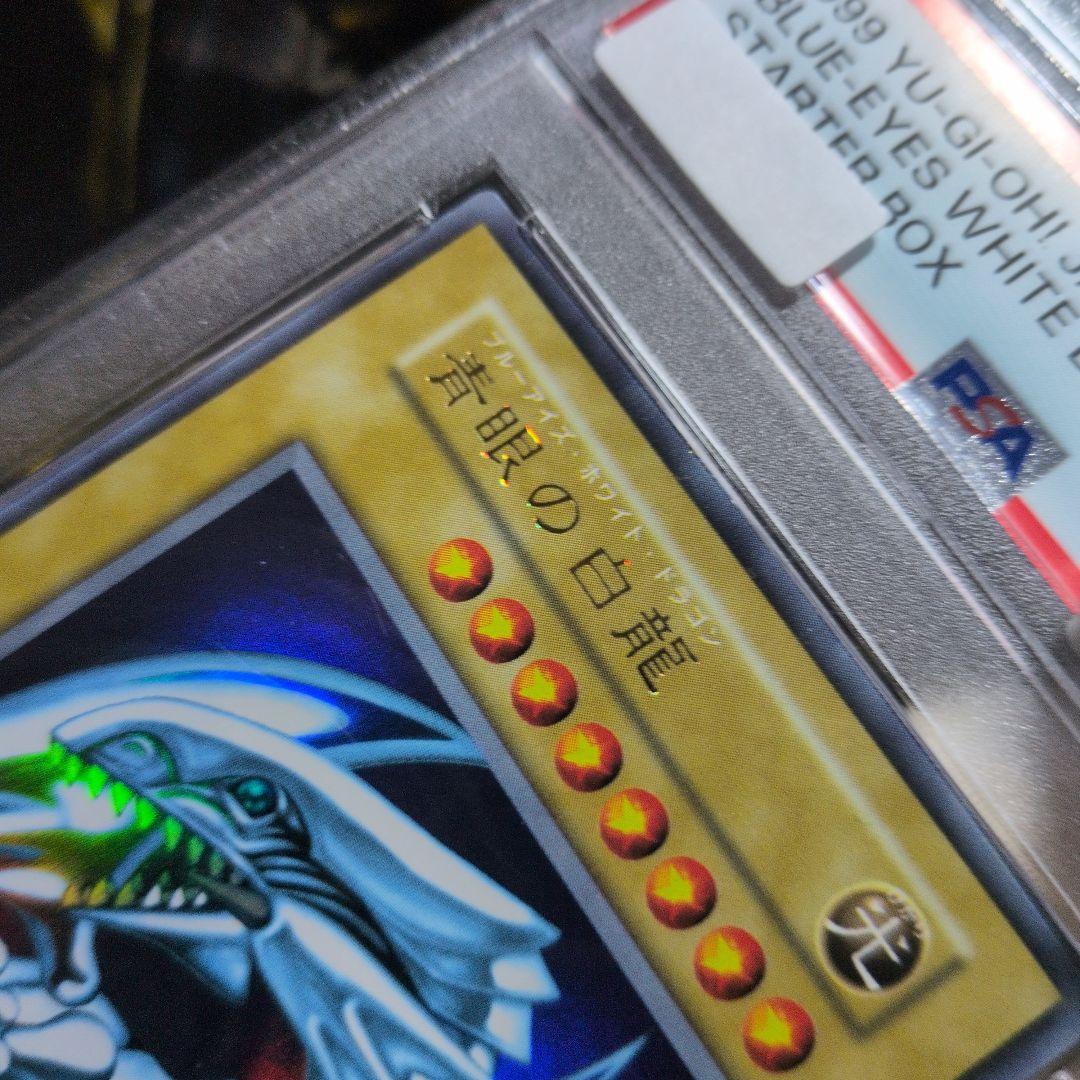 999 YU-GI-OH! J
BLUE-EYES WHITE
STARTER BOX
PSA
ブルーアイズ・ホワイト・ドラゴン
青眼の白龍
光